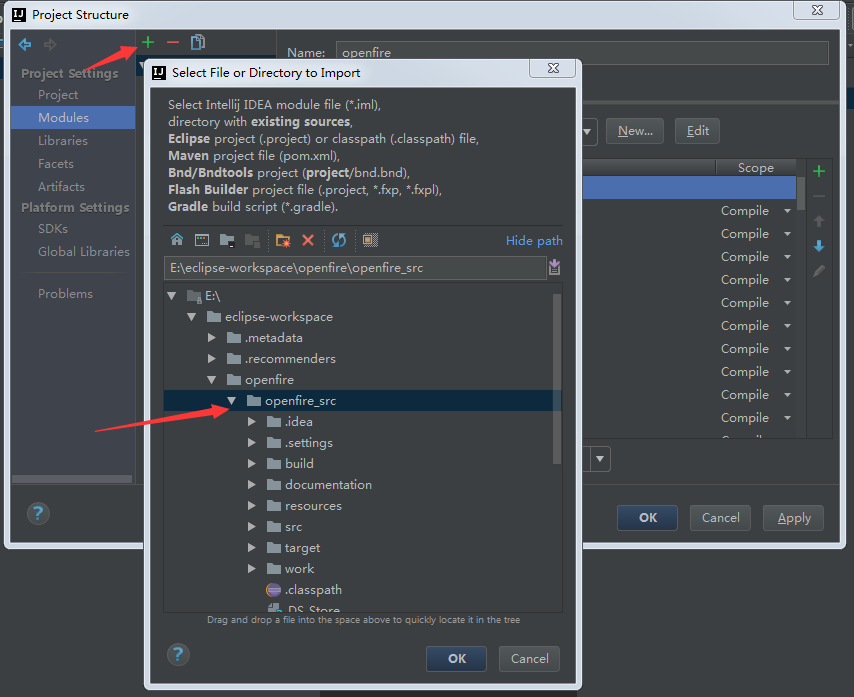 Project Structure
Name: openfire
Project Settings
Project
Modules
Libraries
Facets
Artifacts
Platform Settings
SDKs
Global Libraries
Problems
New...
Edit
Scope
Compile
Compile
Compile
Compile
Compile
Compile
Compile
Compile
Compile
Compile
OK
Cancel
Apply
Select File or Directory to Import
Select Intellij IDEA module file (*.iml),
directory with existing sources,
Eclipse project (.project) or classpath (.classpath) file,
Maven project file (pom.xml),
Bnd/Bndtools project (project/bnd.bnd),
Flash Builder project file (.project, *.fxp, *.fxpl),
Gradle build script (*.gradle).
Hide path
E:\eclipse-workspace\openfire\openfire_src
E:\
eclipse-workspace
.metadata
.recommenders
openfire
openfire_src
.idea
.settings
build
documentation
resources
src
target
work
.classpath
.DS_Store
Drag and drop a file into the space above to quickly locate it in the tree
OK
Cancel